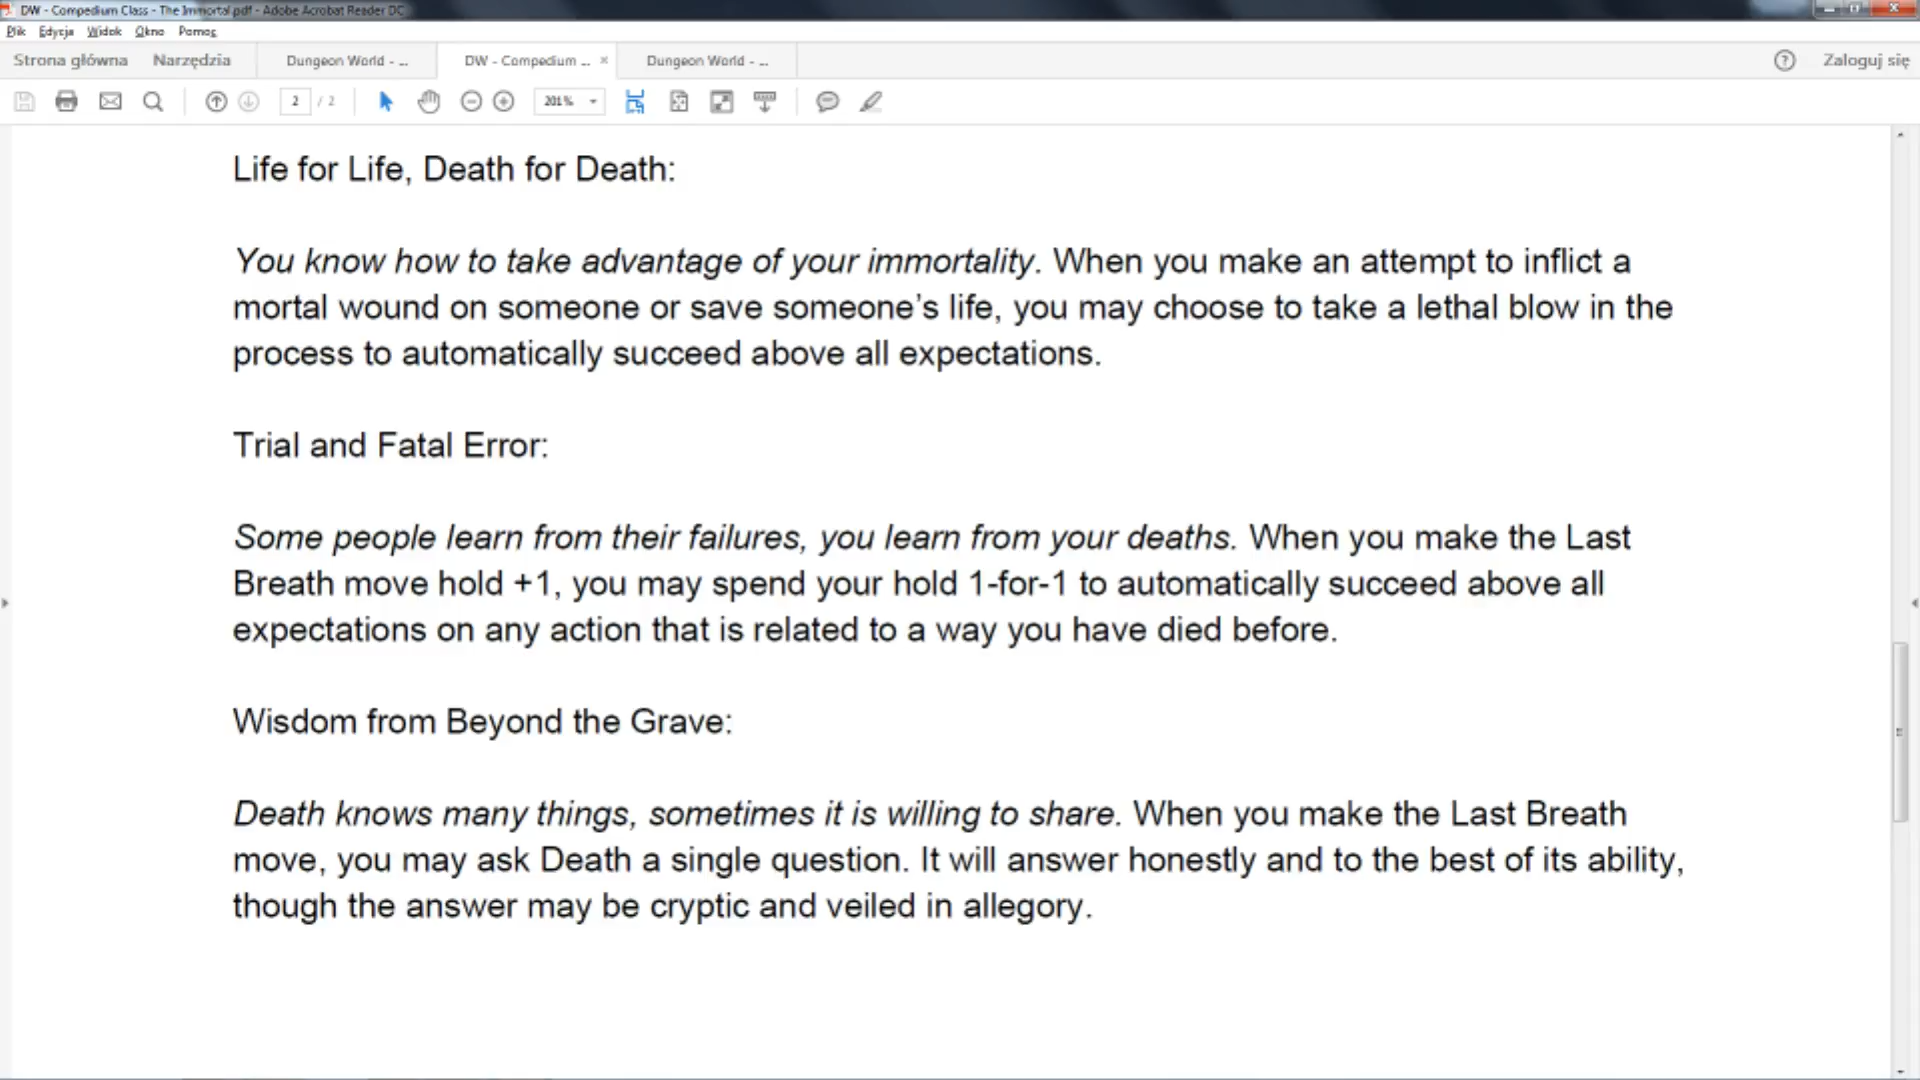 DW - Compedium Class - The Immortal.pdf - Adobe Acrobat Reader DC
Plik Edycja Widok Okno Pomoc
Strona główna Narzędzia Dungeon World - ... DW - Compedium ... × Dungeon World - ... ? Zaloguj się
2 / 2 201%
Life for Life, Death for Death:
You know how to take advantage of your immortality. When you make an attempt to inflict a
mortal wound on someone or save someone’s life, you may choose to take a lethal blow in the
process to automatically succeed above all expectations.
Trial and Fatal Error:
Some people learn from their failures, you learn from your deaths. When you make the Last
Breath move hold +1, you may spend your hold 1-for-1 to automatically succeed above all
expectations on any action that is related to a way you have died before.
Wisdom from Beyond the Grave:
Death knows many things, sometimes it is willing to share. When you make the Last Breath
move, you may ask Death a single question. It will answer honestly and to the best of its ability,
though the answer may be cryptic and veiled in allegory.